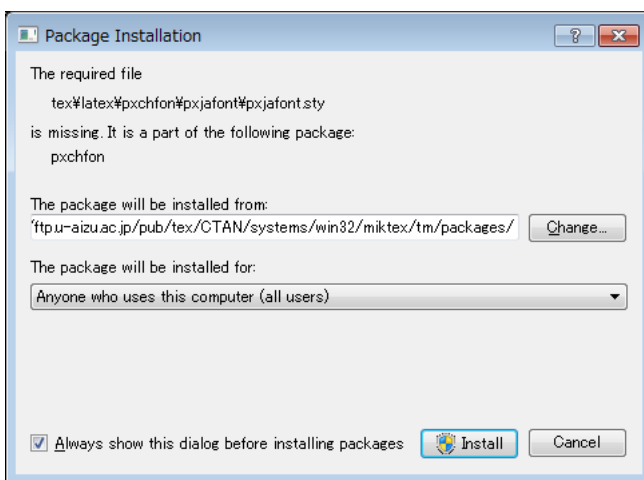 Package Installation
The required file
tex¥latex¥pxchfon¥pxjafont¥pxjafont.sty
is missing. It is a part of the following package:
pxchfon
The package will be installed from:
ftp.u-aizu.ac.jp/pub/tex/CTAN/systems/win32/miktex/tm/packages/
Change...
The package will be installed for:
Anyone who uses this computer (all users)
Always show this dialog before installing packages
Install
Cancel